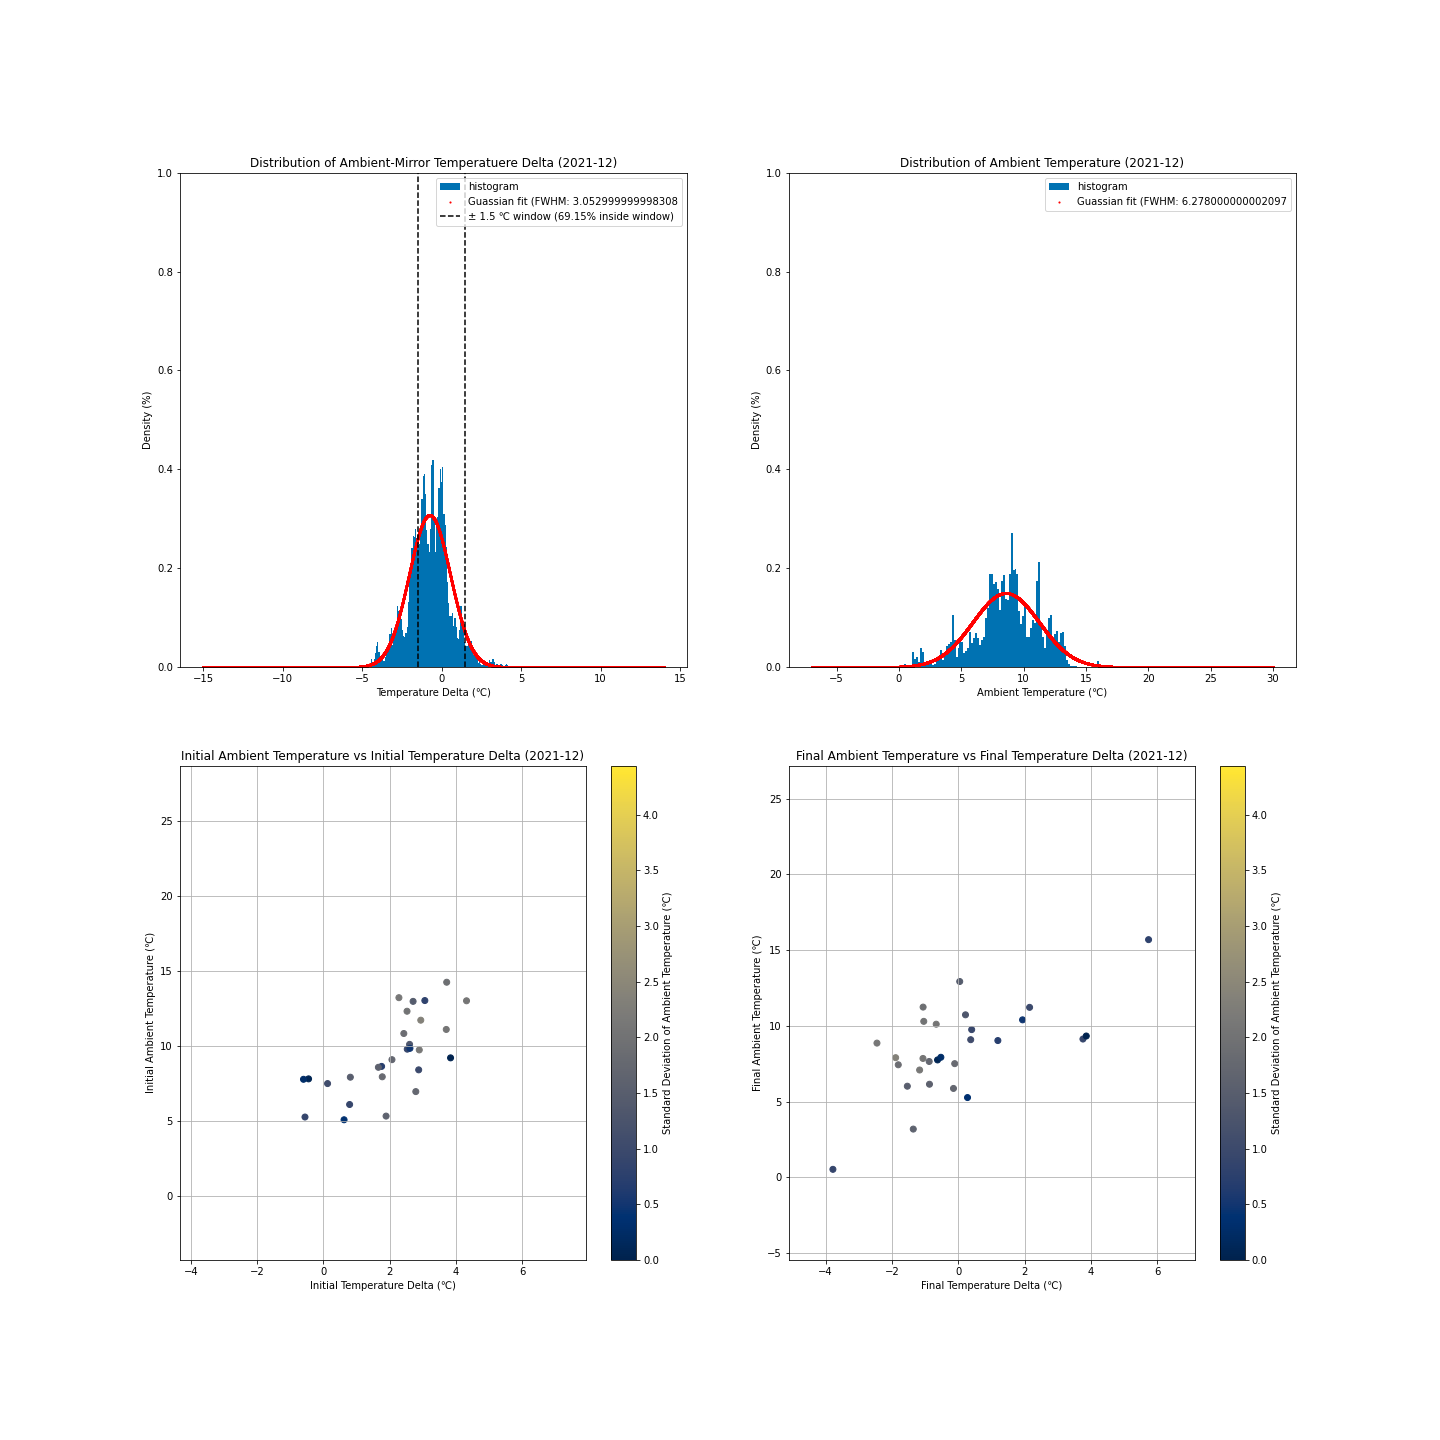 Distribution of Ambient-Mirror Temperatuere Delta (2021-12)
1.0
0.8
0.6
0.4
0.2
0.0
Density (%)
histogram
Guassian fit (FWHM: 3.052999999998308
± 1.5 °C window (69.15% inside window)
−15 −10 −5 0 5 10 15
Temperature Delta (°C)
Distribution of Ambient Temperature (2021-12)
1.0
0.8
0.6
0.4
0.2
0.0
Density (%)
histogram
Guassian fit (FWHM: 6.278000000002097
−5 0 5 10 15 20 25 30
Ambient Temperature (°C)
Initial Ambient Temperature vs Initial Temperature Delta (2021-12)
25
20
15
10
5
0
Initial Ambient Temperature (°C)
−4 −2 0 2 4 6
Initial Temperature Delta (°C)
4.0
3.5
3.0
2.5
2.0
1.5
1.0
0.5
0.0
Standard Deviation of Ambient Temperature (°C)
Final Ambient Temperature vs Final Temperature Delta (2021-12)
25
20
15
10
5
0
−5
Final Ambient Temperature (°C)
−4 −2 0 2 4 6
Final Temperature Delta (°C)
4.0
3.5
3.0
2.5
2.0
1.5
1.0
0.5
0.0
Standard Deviation of Ambient Temperature (°C)